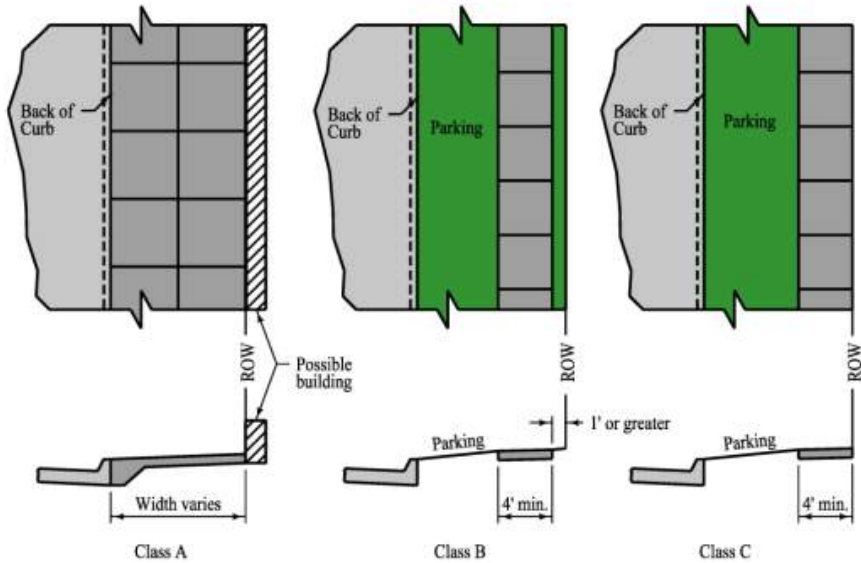 Back of
Curb
ROW
Possible
building
Width varies
Class A
Back of
Curb
Parking
ROW
Parking
1' or greater
4' min.
Class B
Back of
Curb
Parking
ROW
Parking
4' min.
Class C